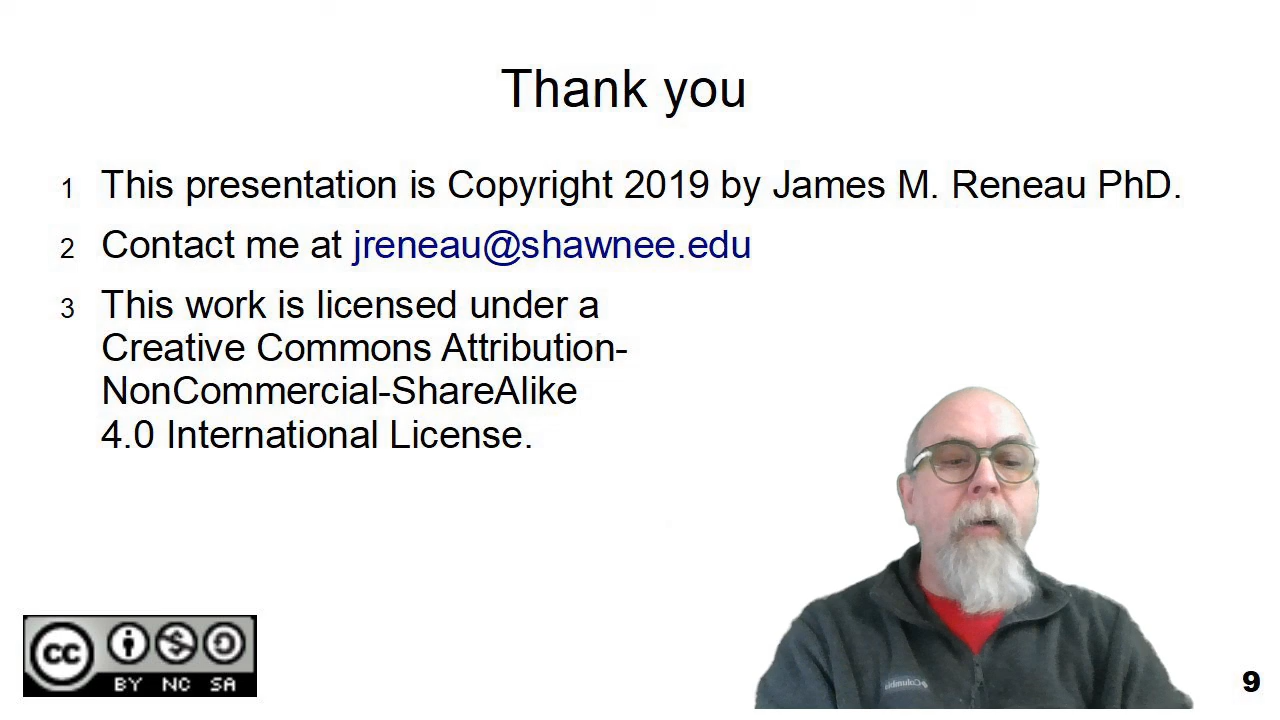 Thank you
1 This presentation is Copyright 2019 by James M. Reneau PhD.
2 Contact me at jreneau@shawnee.edu
3 This work is licensed under a
Creative Commons Attribution-
NonCommercial-ShareAlike
4.0 International License.
Columbia
cc
BY NC SA
9